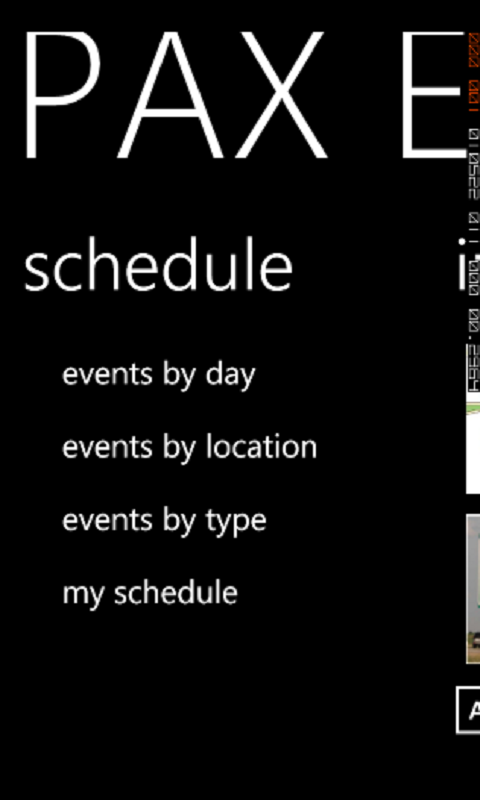 PAX E
schedule
events by day
events by location
events by type
my schedule